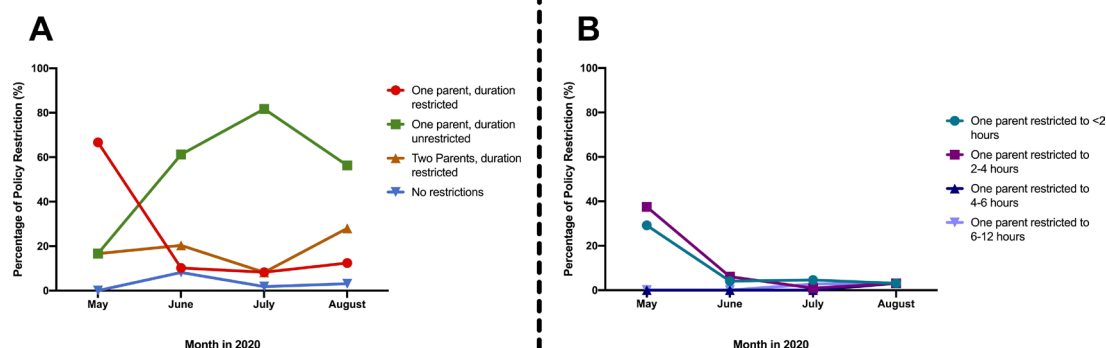 A
Percentage of Policy Restriction (%)
100
80
60
40
20
0
May
June
July
August
Month in 2020
One parent, duration
restricted
One parent, duration
unrestricted
Two Parents, duration
restricted
No restrictions
B
Percentage of Policy Restriction (%)
100
80
60
40
20
0
May
June
July
August
Month in 2020
One parent restricted to <2
hours
One parent restricted to
2-4 hours
One parent restricted to
4-6 hours
One parent restricted to
6-12 hours